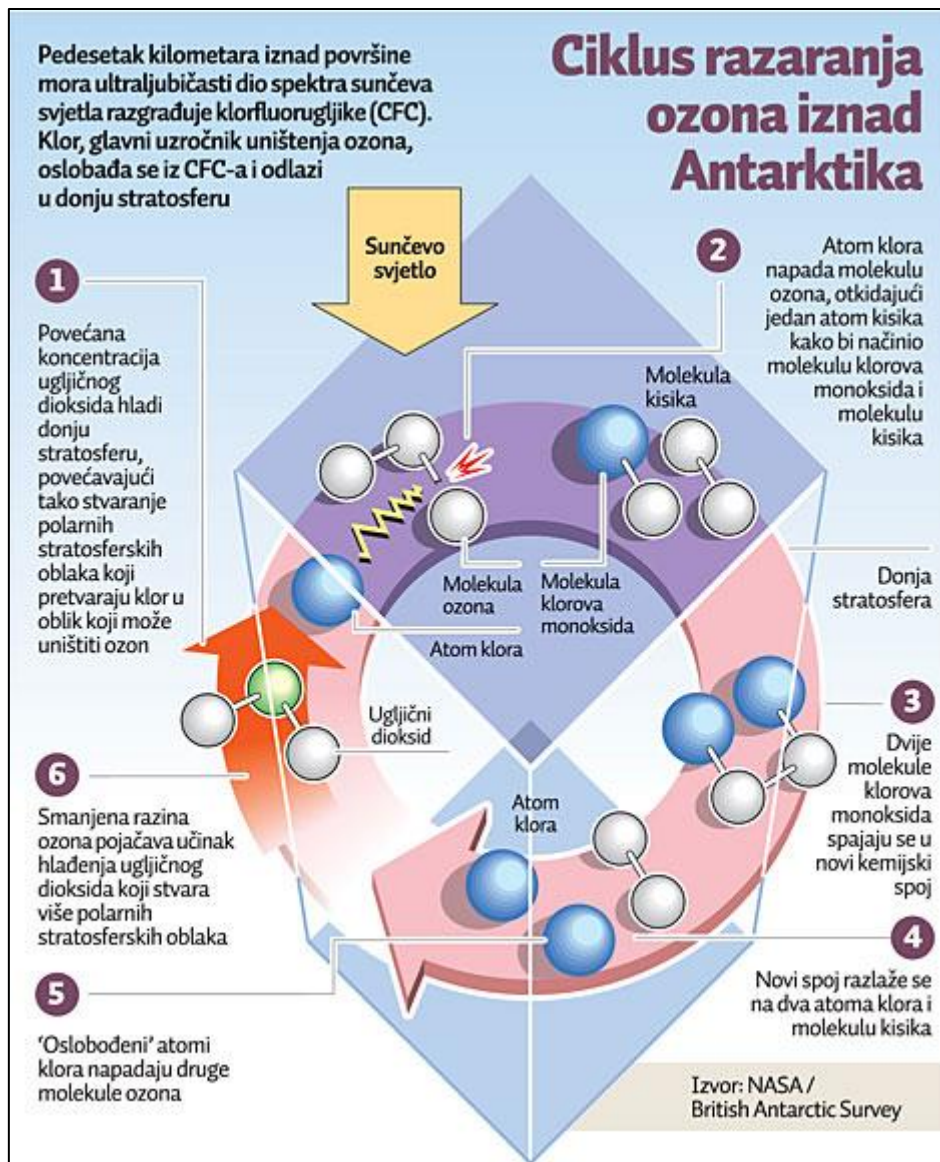 Pedesetak kilometara iznad površine
mora ultraljubičasti dio spektra sunčeva
svjetla razgrađuje klorfluorugljike (CFC).
Klor, glavni uzročnik uništenja ozona,
oslobađa se iz CFC-a i odlazi
u donju stratosferu
Ciklus razaranja
ozona iznad
Antarktika
Sunčevo
svjetlo
1
Povećana
koncentracija
ugljičnog
dioksida hladi
donju
stratosferu,
povećavajući
tako stvaranje
polarnih
stratosferskih
oblaka koji
pretvaraju klor u
oblik koji može
uništiti ozon
2
Atom klora
napada molekulu
ozona, otkidajući
jedan atom kisika
kako bi načinio
molekulu klorova
monoksida i
molekulu
kisika
Molekula
kisika
Molekula
ozona
Molekula
klorova
monoksida
Atom klora
Donja
stratosfera
Ugljični
dioksid
3
Dvije
molekule
klorova
monoksida
spajaju se u
novi kemijski
spoj
Atom
klora
4
Novi spoj razlaže se
na dva atoma klora i
molekulu kisika
6
Smanjena razina
ozona pojačava učinak
hlađenja ugljičnog
dioksida koji stvara
više polarnih
stratosferskih oblaka
5
'Oslobođeni' atomi
klora napadaju druge
molekule ozona
Izvor: NASA /
British Antarctic Survey